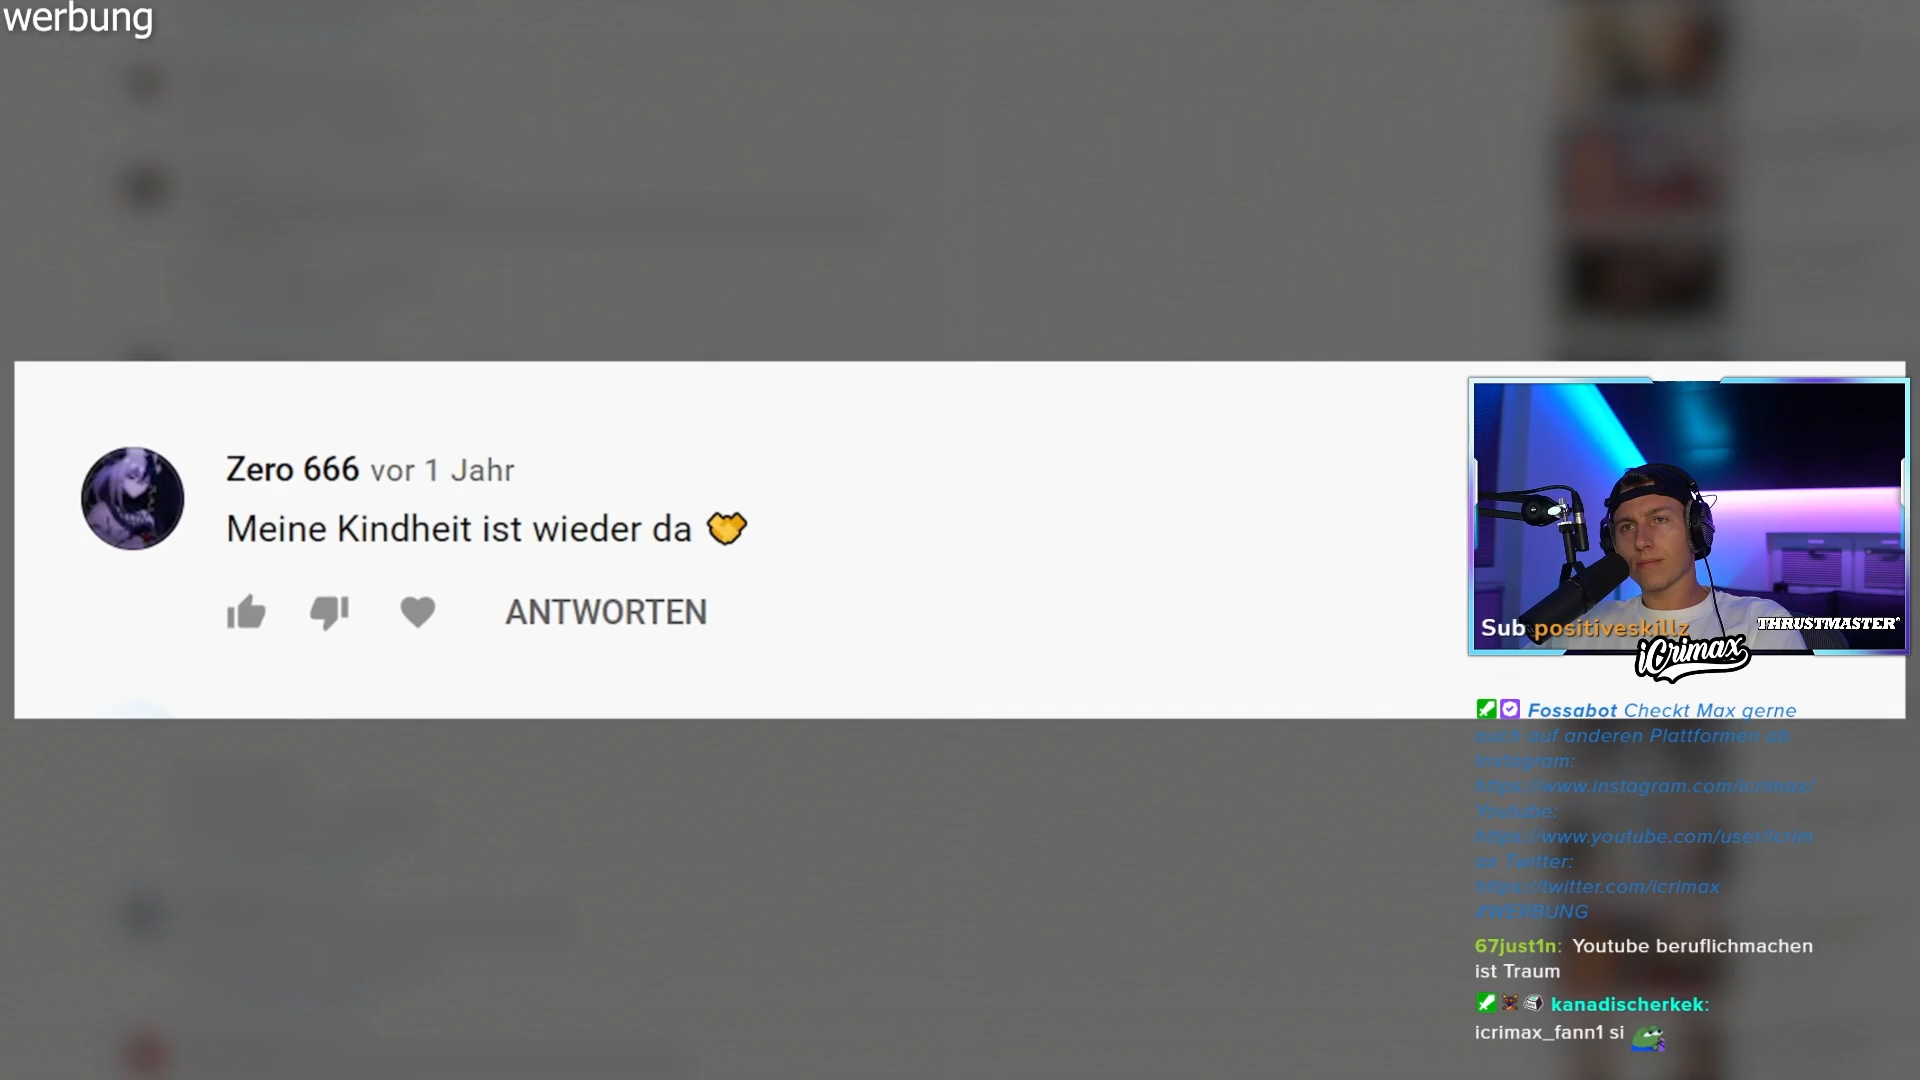 werbung
Zero 666 vor 1 Jahr
Meine Kindheit ist wieder da
ANTWORTEN
Sub positiveskillz
THRUSTMASTER
iCrimax
Fossabot Checkt Max gerne
auch auf anderen Plattformen ab
Instagram:
https://www.instagram.com/icrimax/
Youtube:
https://www.youtube.com/user/icrim
ax Twitter:
https://twitter.com/icrimax
#WERBUNG
67just1n: Youtube beruflichmachen
ist Traum
kanadischerkek:
icrimax_fann1 si